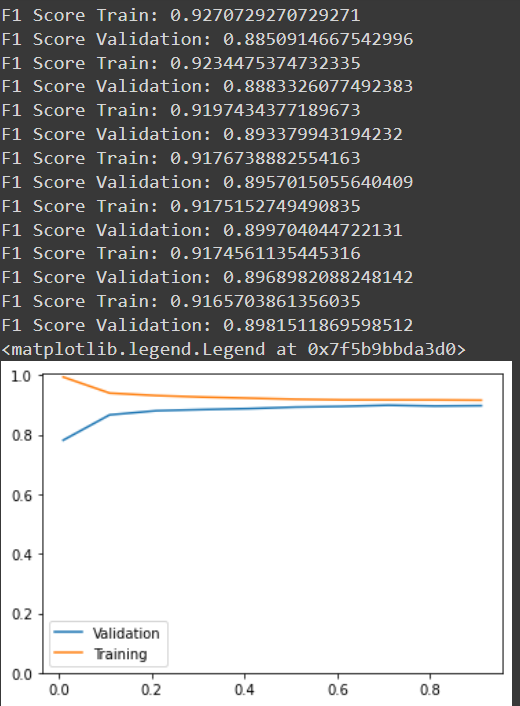 F1 Score Train: 0.9270729270729271
F1 Score Validation: 0.8850914667542996
F1 Score Train: 0.9234475374732335
F1 Score Validation: 0.8883326077492383
F1 Score Train: 0.9197434377189673
F1 Score Validation: 0.893379943194232
F1 Score Train: 0.9176738882554163
F1 Score Validation: 0.8957015055640409
F1 Score Train: 0.9175152749490835
F1 Score Validation: 0.899704044722131
F1 Score Train: 0.9174561135445316
F1 Score Validation: 0.8968982088248142
F1 Score Train: 0.9165703861356035
F1 Score Validation: 0.8981511869598512
<matplotlib.legend.Legend at 0x7f5b9bbda3d0>
1.0
0.8
0.6
0.4
0.2
0.0
Validation
Training
0.0 0.2 0.4 0.6 0.8